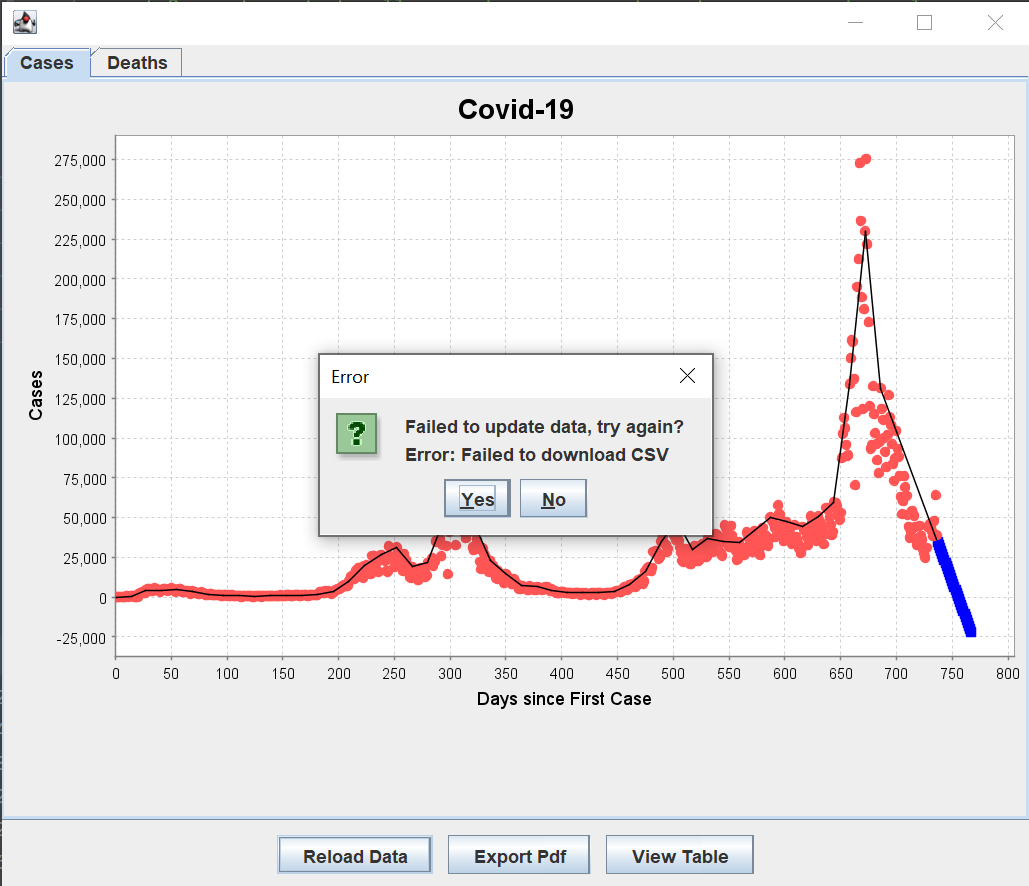 Cases
Deaths
Covid-19
275,000
250,000
225,000
200,000
175,000
150,000
125,000
100,000
75,000
50,000
25,000
0
-25,000
Cases
Error
?
Failed to update data, try again?
Error: Failed to download CSV
Yes No
0 50 100 150 200 250 300 350 400 450 500 550 600 650 700 750 800
Days since First Case
Reload Data Export Pdf View Table